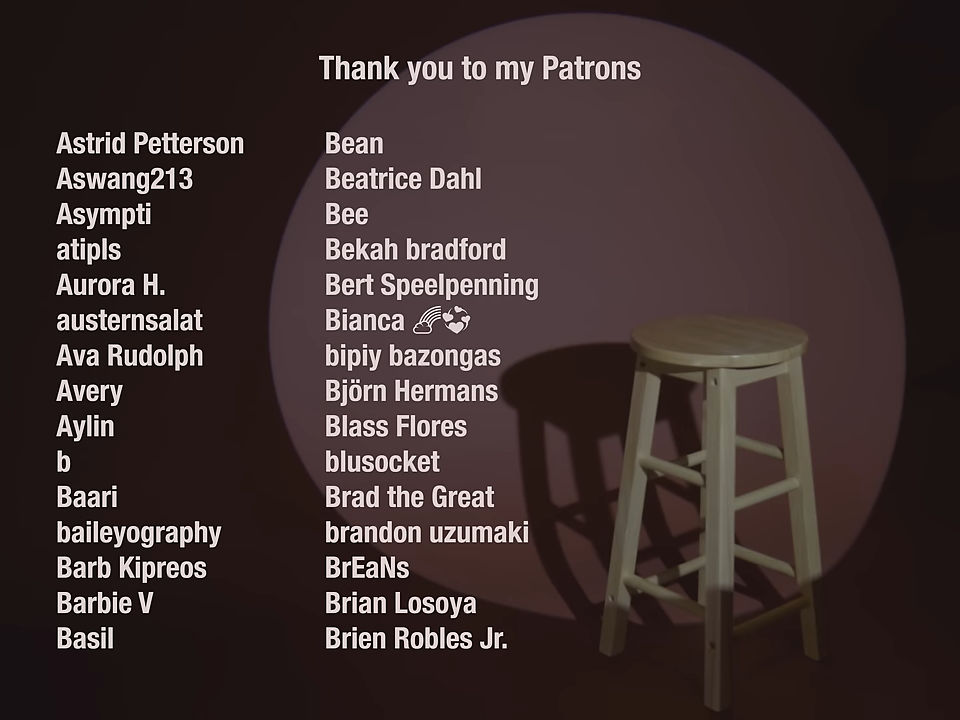 Thank you to my Patrons
Astrid Petterson
Aswang213
Asympti
atipls
Aurora H.
austernsalat
Ava Rudolph
Avery
Aylin
b
Baari
baileyography
Barb Kipreos
Barbie V
Basil
Bean
Beatrice Dahl
Bee
Bekah bradford
Bert Speelpenning
Bianca 🌈💞
bipiy bazongas
Björn Hermans
Blass Flores
blusocket
Brad the Great
brandon uzumaki
BrEaNs
Brian Losoya
Brien Robles Jr.